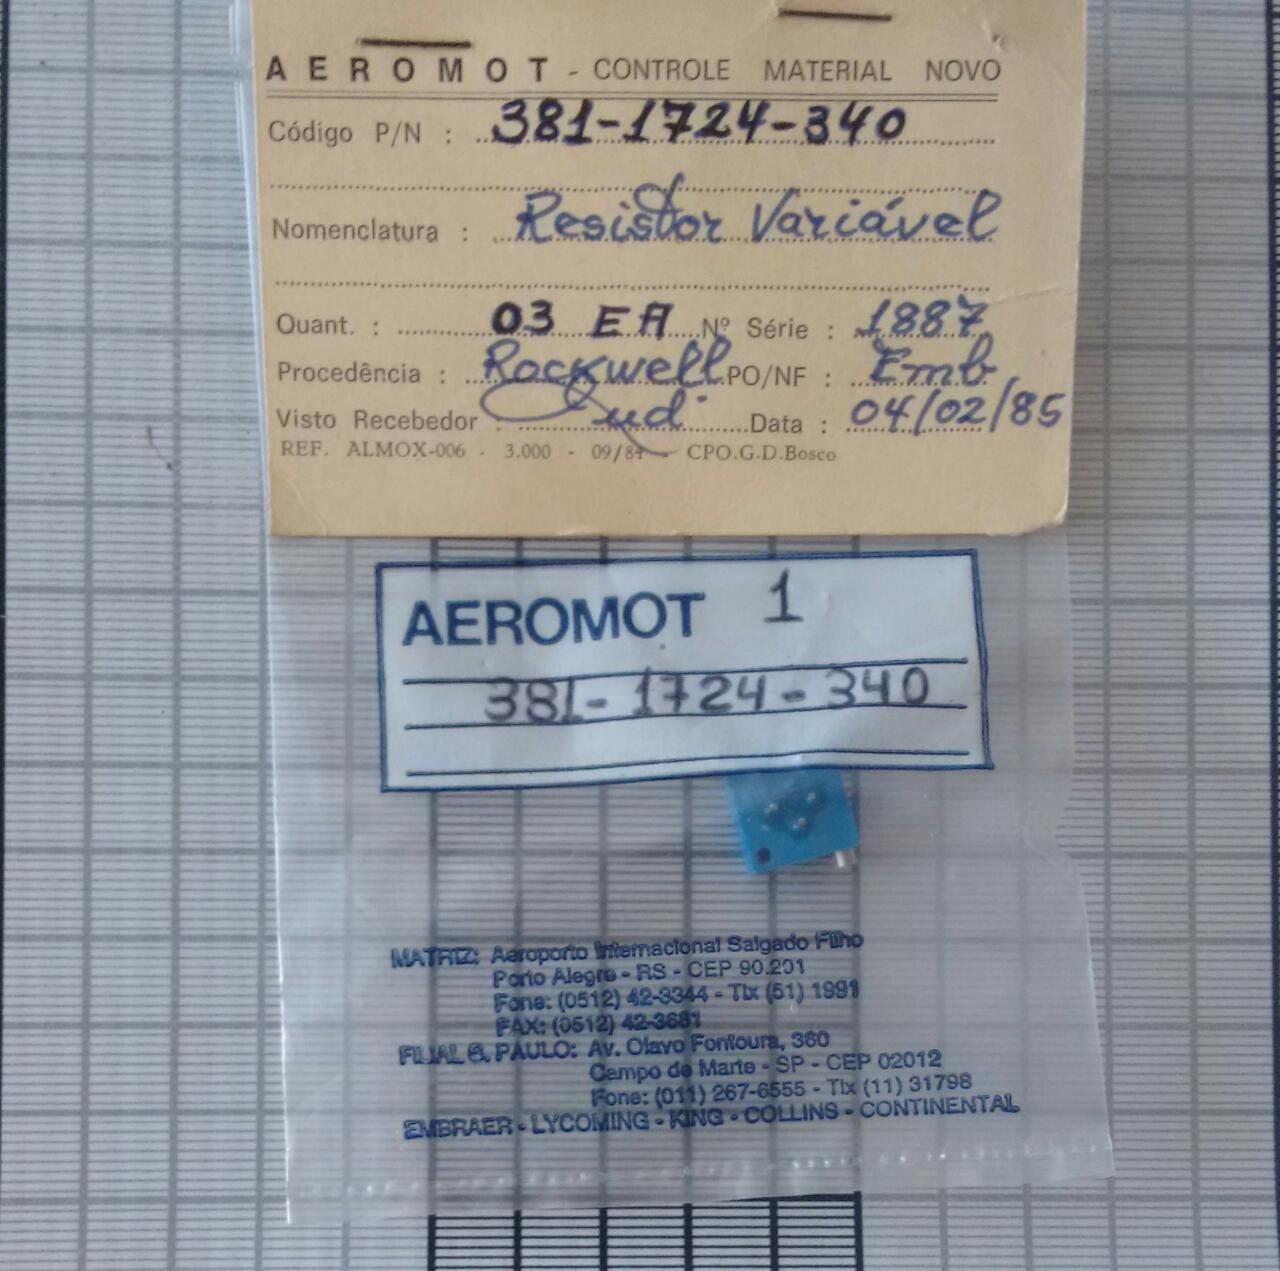 AEROMOT - CONTROLE MATERIAL NOVO
Código P/N : 381-1724-340
Nomenclatura : Resistor Variável
Quant. : 03 EA Nº Série : 1887
Procedência : Rockwell PO/NF : Emb
Visto Recebedor : Data : 04/02/85
REF. ALMOX-006 - 3.000 - 09/84 - CPO.G.D.Bosco
AEROMOT 1
381-1724-340
MATRIZ: Aeroporto Internacional Salgado Filho
Porto Alegre - RS - CEP 90.201
Fone: (0512) 42-3344 - Tlx (51) 1991
FAX: (0512) 42-3681
FILIAL S. PAULO: Av. Olavo Fontoura, 360
Campo de Marte - SP - CEP 02012
Fone: (011) 267-6555 - Tlx (11) 31798
EMBRAER - LYCOMING - KING - COLLINS - CONTINENTAL